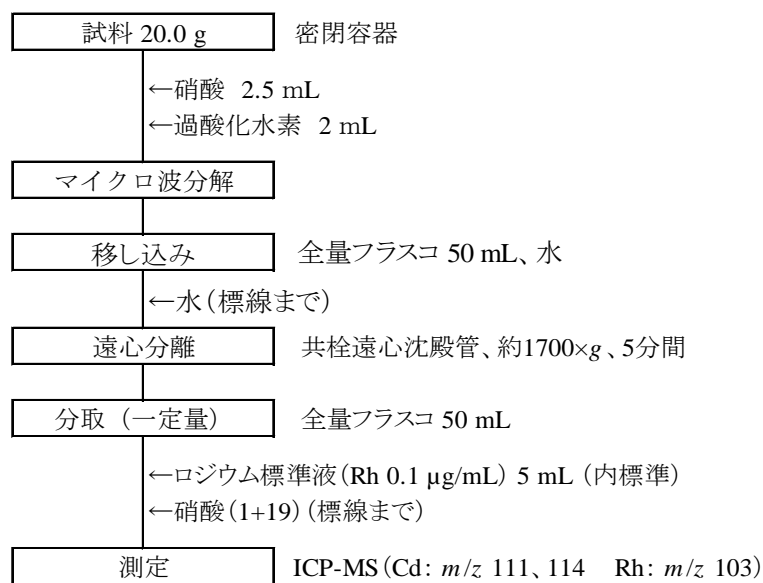 試料 20.0 g 密閉容器
←硝酸 2.5 mL
←過酸化水素 2 mL
マイクロ波分解
移し込み 全量フラスコ 50 mL、水
←水（標線まで）
遠心分離 共栓遠心沈殿管、約1700×g、5分間
分取（一定量） 全量フラスコ 50 mL
←ロジウム標準液（Rh 0.1 µg/mL） 5 mL （内標準）
←硝酸（1+19）（標線まで）
測定 ICP-MS（Cd: m/z 111、114 Rh: m/z 103）